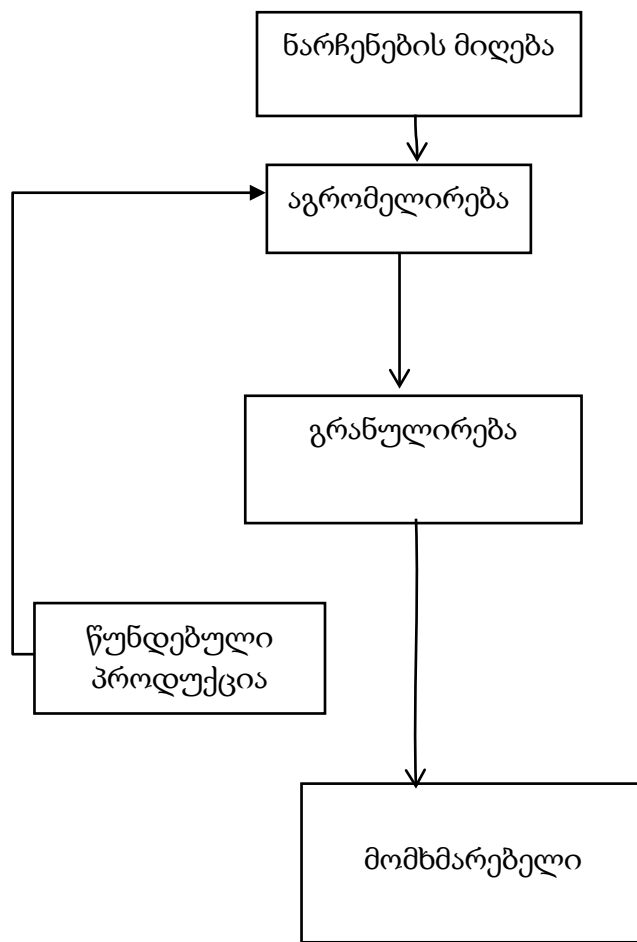 ნარჩენების მიღება
აგრომელირება
გრანულირება
წუნდებული
პროდუქცია
მომხმარებელი